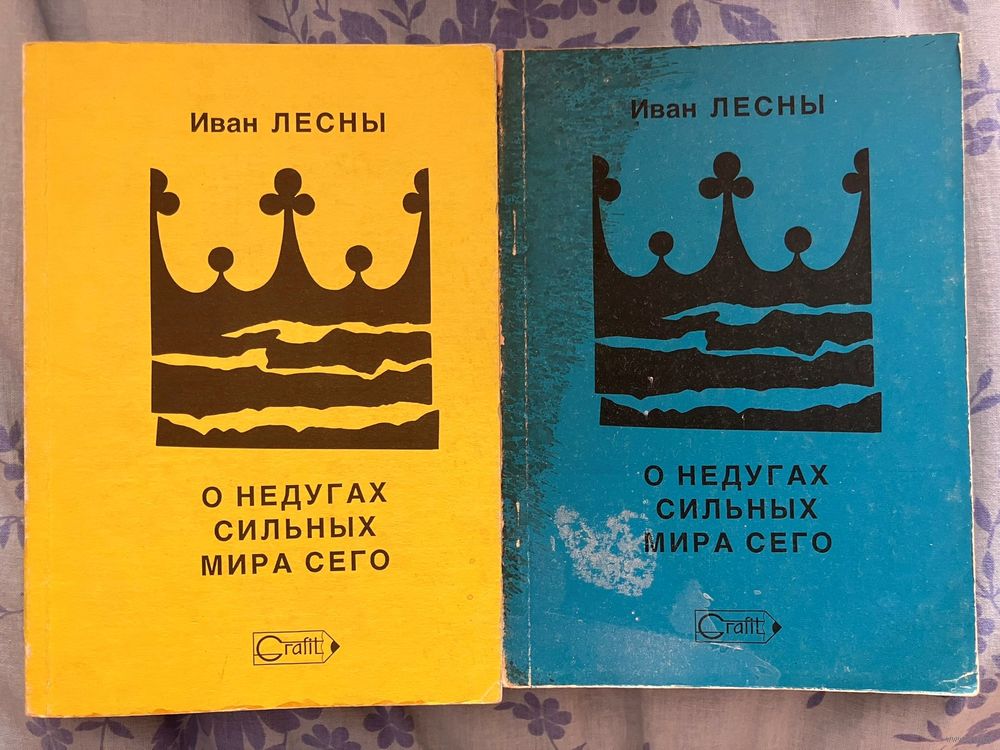 Иван ЛЕСНЫ
О НЕДУГАХ
СИЛЬНЫХ
МИРА СЕГО
Grafit
Иван ЛЕСНЫ
О НЕДУГАХ
СИЛЬНЫХ
МИРА СЕГО
Grafit